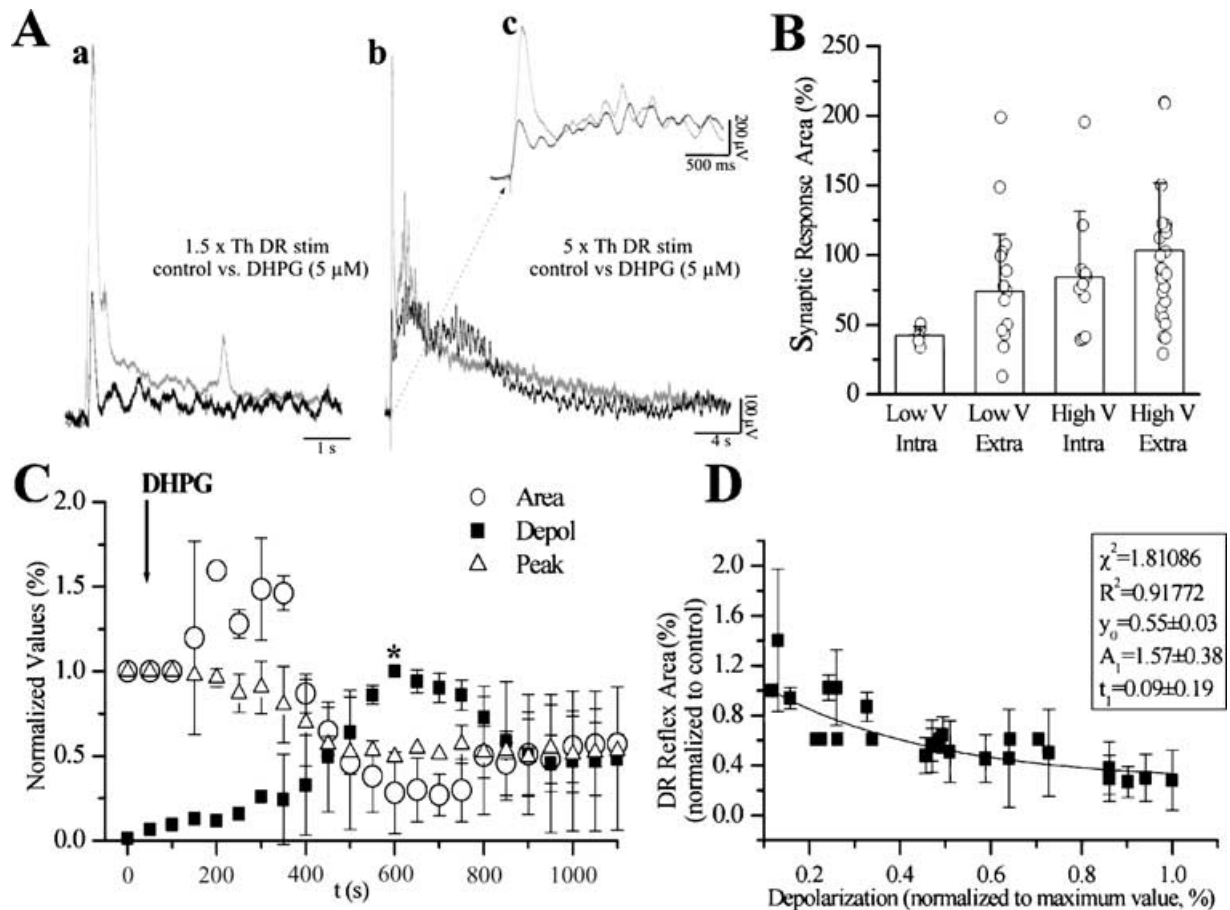 A
a
b
c
200 µV
500 ms
1.5 x Th DR stim
control vs. DHPG (5 µM)
5 x Th DR stim
control vs DHPG (5 µM)
1 s
100 µV
4 s
B
Synaptic Response Area (%)
250
200
150
100
50
0
Low V
Intra
Low V
Extra
High V
Intra
High V
Extra
C
DHPG
Area
Depol
Peak
*
Normalized Values (%)
2.0
1.5
1.0
0.5
0.0
0 200 400 600 800 1000
t (s)
D
DR Reflex Area (%)
(normalized to control)
2.0
1.6
1.2
0.8
0.4
0.0
χ²=1.81086
R²=0.91772
y₀=0.55±0.03
A₁=1.57±0.38
t₁=0.09±0.19
0.2 0.4 0.6 0.8 1.0
Depolarization (normalized to maximum value, %)